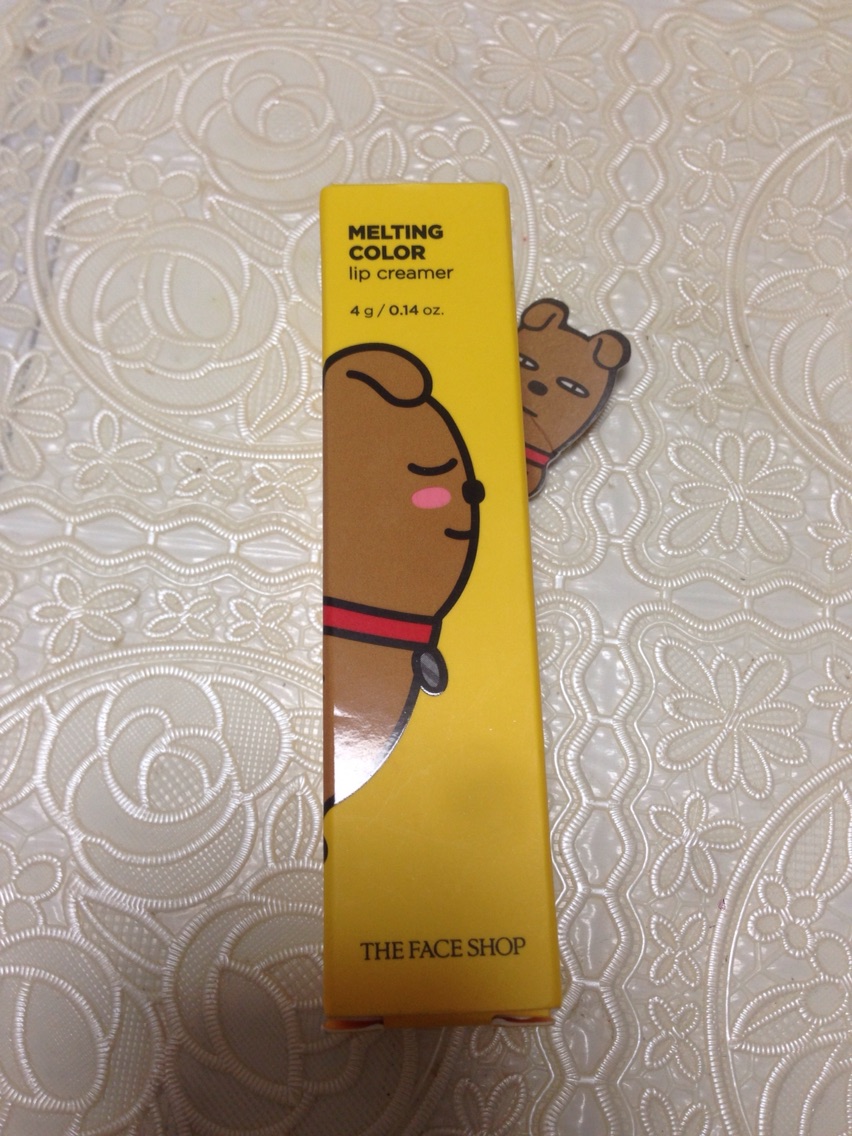 MELTING
COLOR
lip creamer
4 g / 0.14 oz.
THE FACE SHOP